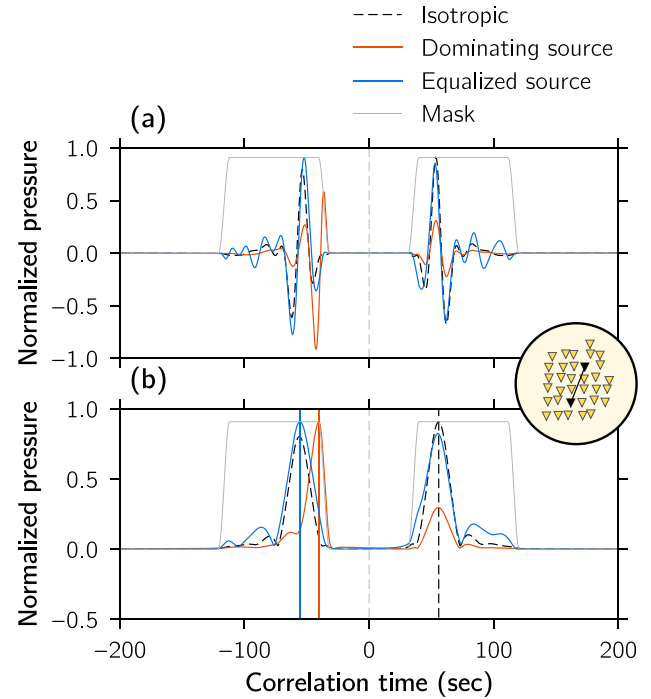 Isotropic
Dominating source
Equalized source
Mask
(a)
Normalized pressure
1.0
0.5
0.0
−0.5
−1.0
(b)
Normalized pressure
1.0
0.5
0.0
−0.5
−200
−100
0
100
200
Correlation time (sec)